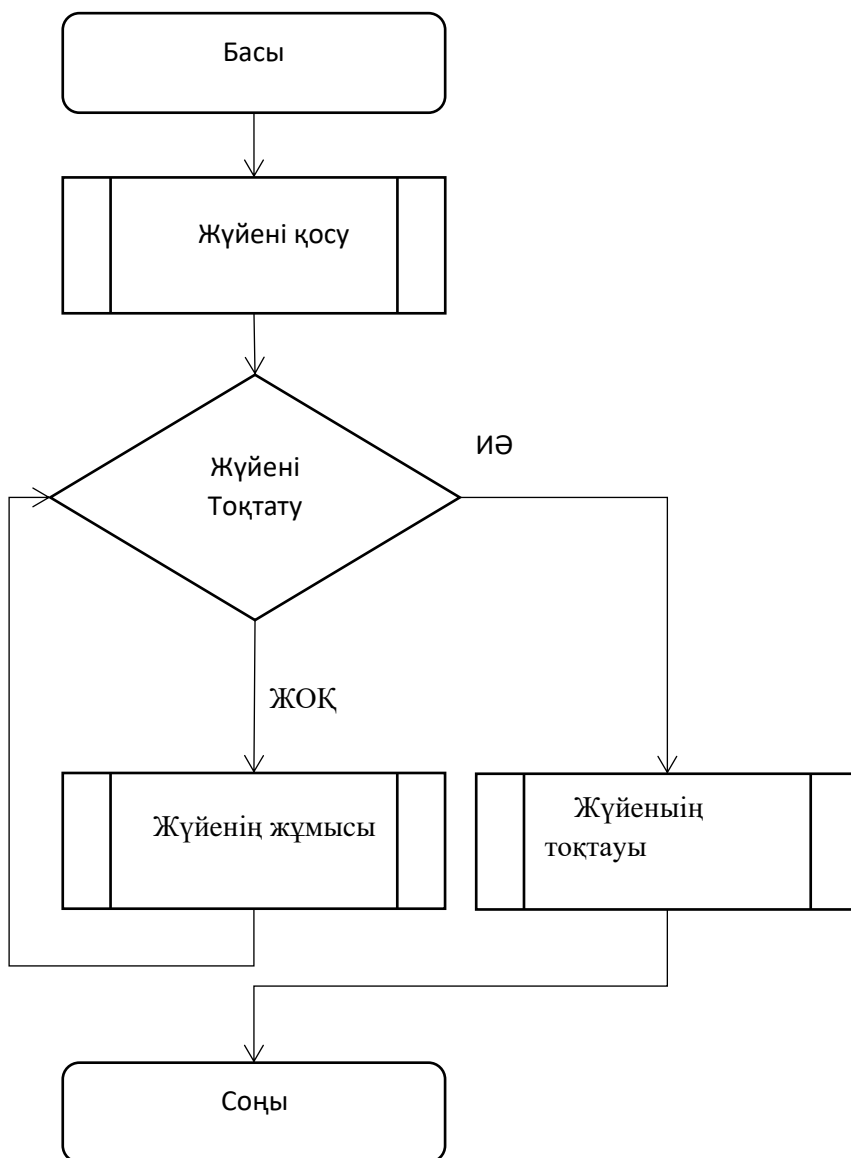 Басы
Жүйені қосу
Жүйені
Тоқтату
ИӘ
ЖОҚ
Жүйенің жұмысы
Жүйеныің
тоқтауы
Соңы